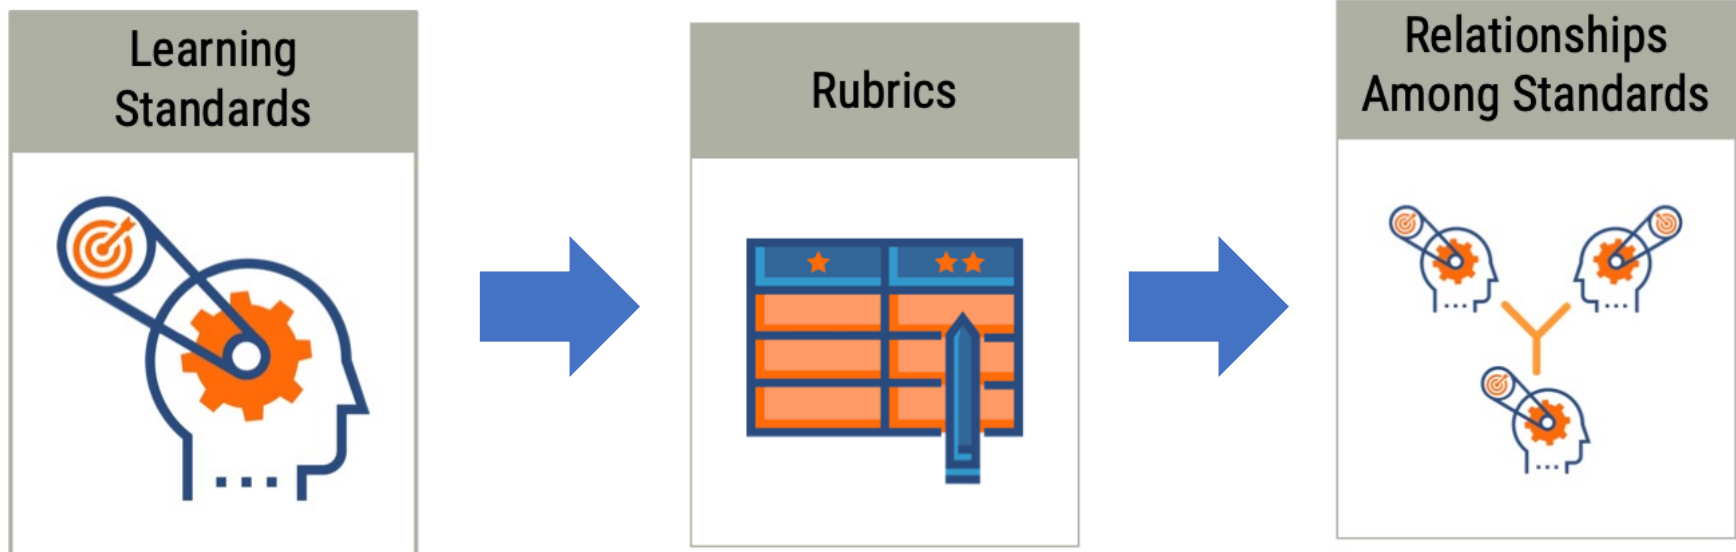 Learning
Standards
Rubrics
Relationships
Among Standards